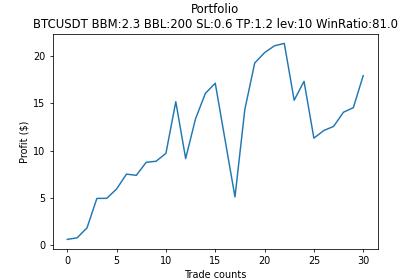 Portfolio
BTCUSDT BBM:2.3 BBL:200 SL:0.6 TP:1.2 lev:10 WinRatio:81.0
20
15
10
5
0
Profit ($)
0 5 10 15 20 25 30
Trade counts